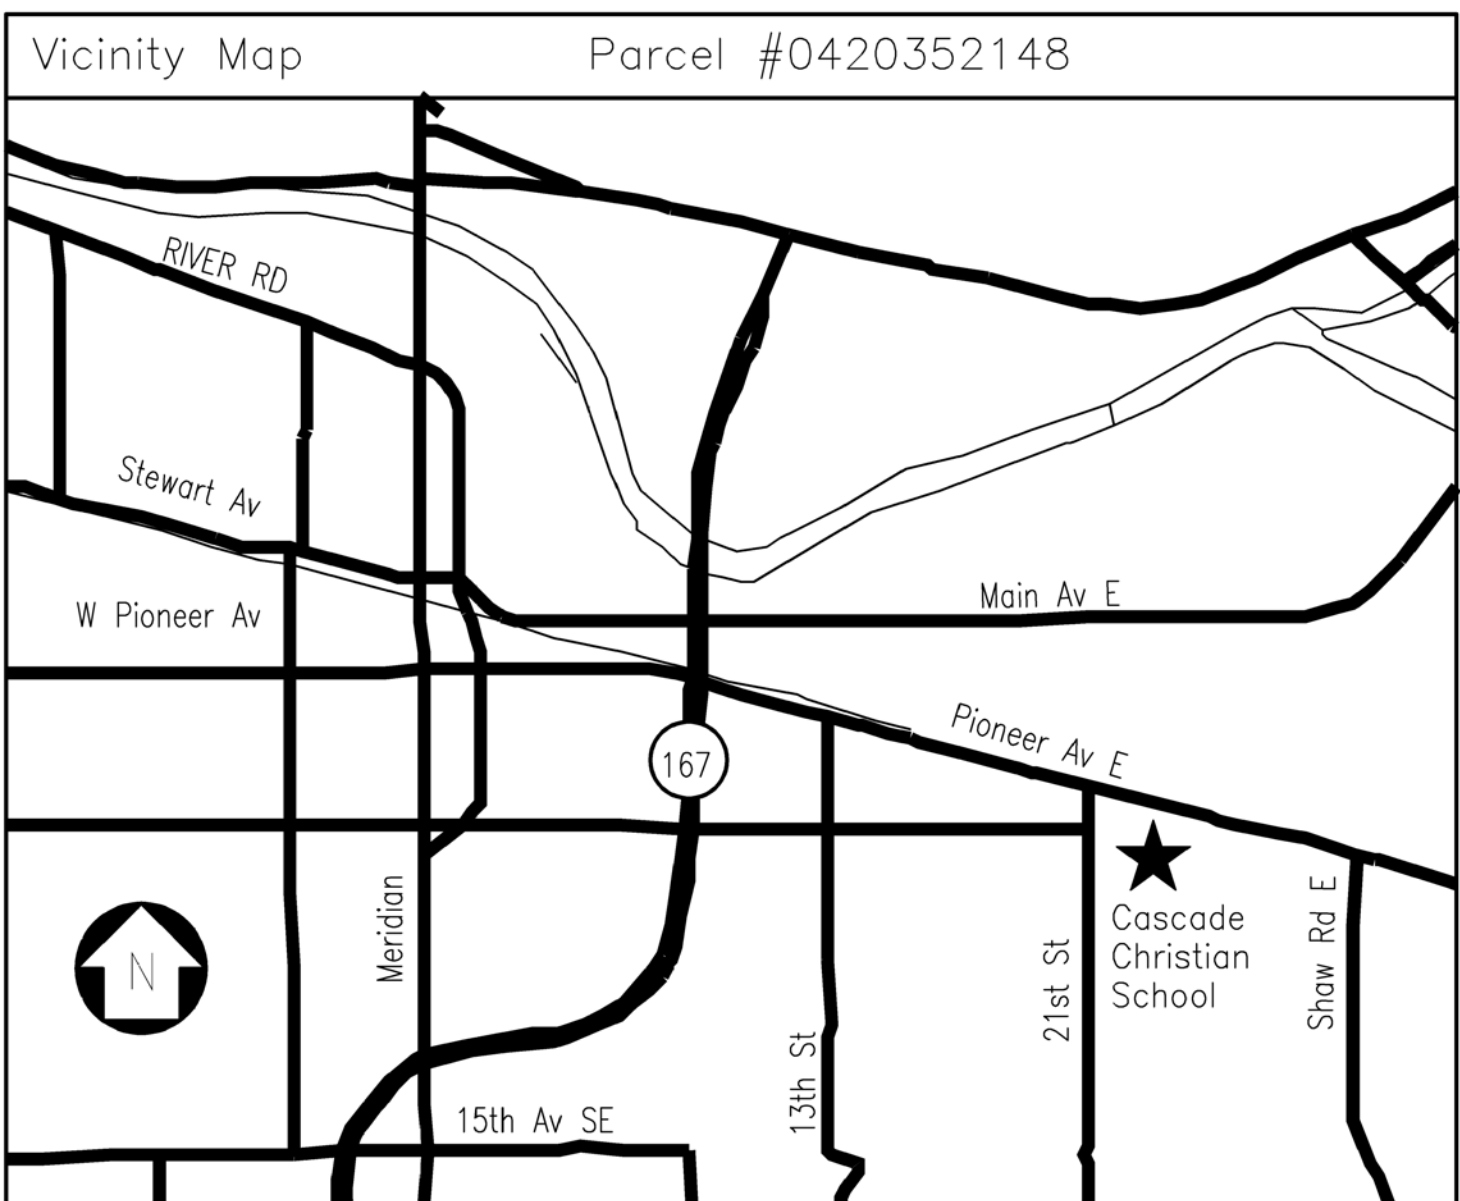 Vicinity Map
Parcel #0420352148
RIVER RD
Stewart Av
Main Av E
W Pioneer Av
Pioneer Av E
167
Meridian
N
Cascade
Christian
School
21st St
Shaw Rd E
13th St
15th Av SE